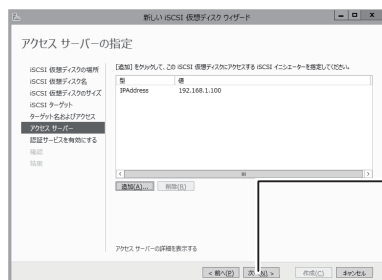 新しい iSCSI 仮想ディスク ウィザード
アクセス サーバーの指定
iSCSI 仮想ディスクの場所
iSCSI 仮想ディスク名
iSCSI 仮想ディスクのサイズ
iSCSI ターゲット
ターゲット名およびアクセス
アクセス サーバー
認証サービスを有効にする
確認
結果
[追加] をクリックして、この iSCSI 仮想ディスクにアクセスする iSCSI イニシエーターを指定してください。
型 値
IPAddress 192.168.1.100
追加(A)... 削除(R)
アクセス サーバーの詳細を表示する
< 前へ(P) 次へ(N) > 作成(C) キャンセル